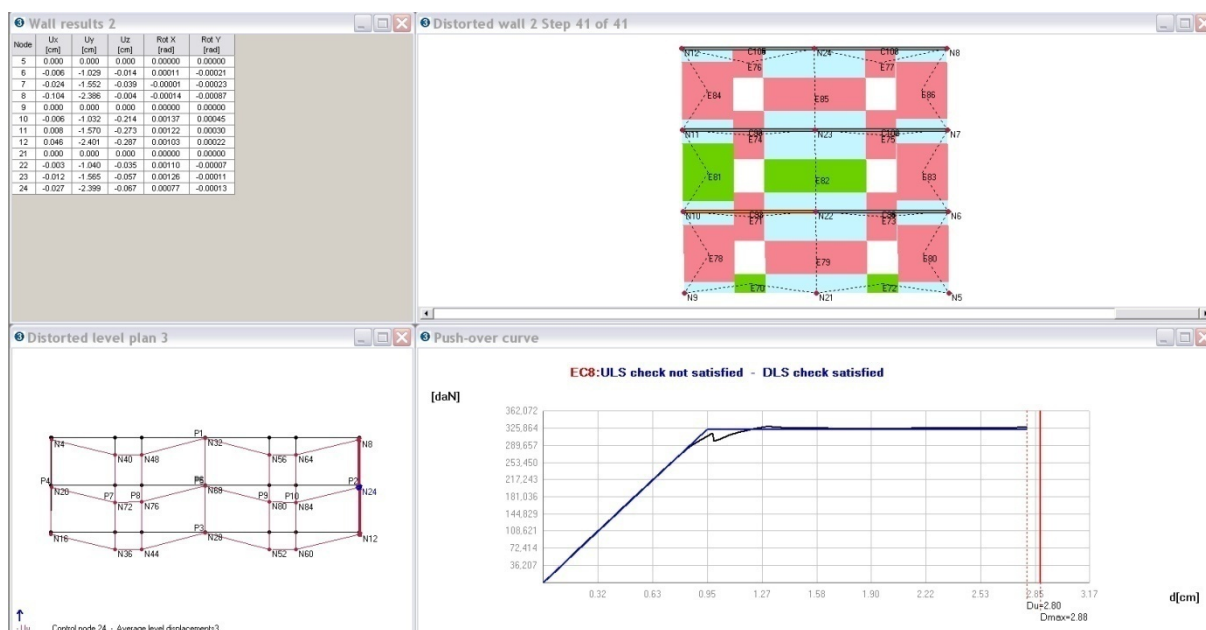 Wall results 2
Node Ux [cm] Uy [cm] Uz [cm] Rot X [rad] Rot Y [rad]
5 0.000 0.000 0.000 0.00000 0.00000
6 -0.006 -1.029 -0.014 0.00011 -0.00021
7 -0.024 -1.552 -0.039 -0.00001 -0.00023
8 -0.104 -2.386 -0.004 -0.00014 -0.00087
9 0.000 0.000 0.000 0.00000 0.00000
10 -0.006 -1.032 -0.214 0.00137 0.00045
11 0.008 -1.570 -0.273 0.00122 0.00030
12 0.046 -2.401 -0.287 0.00103 0.00022
21 0.000 0.000 0.000 0.00000 0.00000
22 -0.003 -1.040 -0.035 0.00110 -0.00007
23 -0.012 -1.565 -0.057 0.00126 -0.00011
24 -0.027 -2.399 -0.067 0.00077 -0.00013
Distorted wall 2 Step 41 of 41
N12 C108 N24 C108 N8
E76 E77
E84 E85 E86
N11 N23 N7
E74 E75
E81 E82 E83
N10 N22 N6
E71 E73
E78 E79 E80
N9 E70 N21 E72 N5
Distorted level plan 3
P1
N4 N32 N8
N40 N48 N56 N64
P4 P2
N20 P7 P8 N68 P9 P10 N24
N72 N76 N80 N84
P3
N16 N28 N12
N36 N44 N52 N60
Uy Control node 24 - Average level displacement=3
Push-over curve
EC8:ULS check not satisfied - DLS check satisfied
[daN]
362.072
325.864
289.657
253.450
217.243
181.036
144.829
108.621
72.414
36.207
0.32 0.63 0.95 1.27 1.58 1.90 2.22 2.53 2.85 3.17
d[cm]
Du=2.80
Dmax=2.88